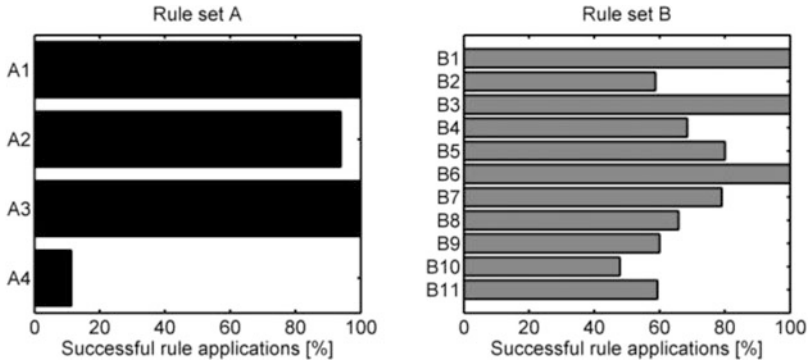 Rule set A
A1
A2
A3
A4
0 20 40 60 80 100
Successful rule applications [%]
Rule set B
B1
B2
B3
B4
B5
B6
B7
B8
B9
B10
B11
0 20 40 60 80 100
Successful rule applications [%]